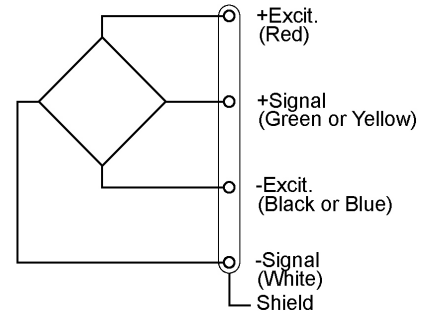 +Excit.
(Red)
+Signal
(Green or Yellow)
-Excit.
(Black or Blue)
-Signal
(White)
Shield